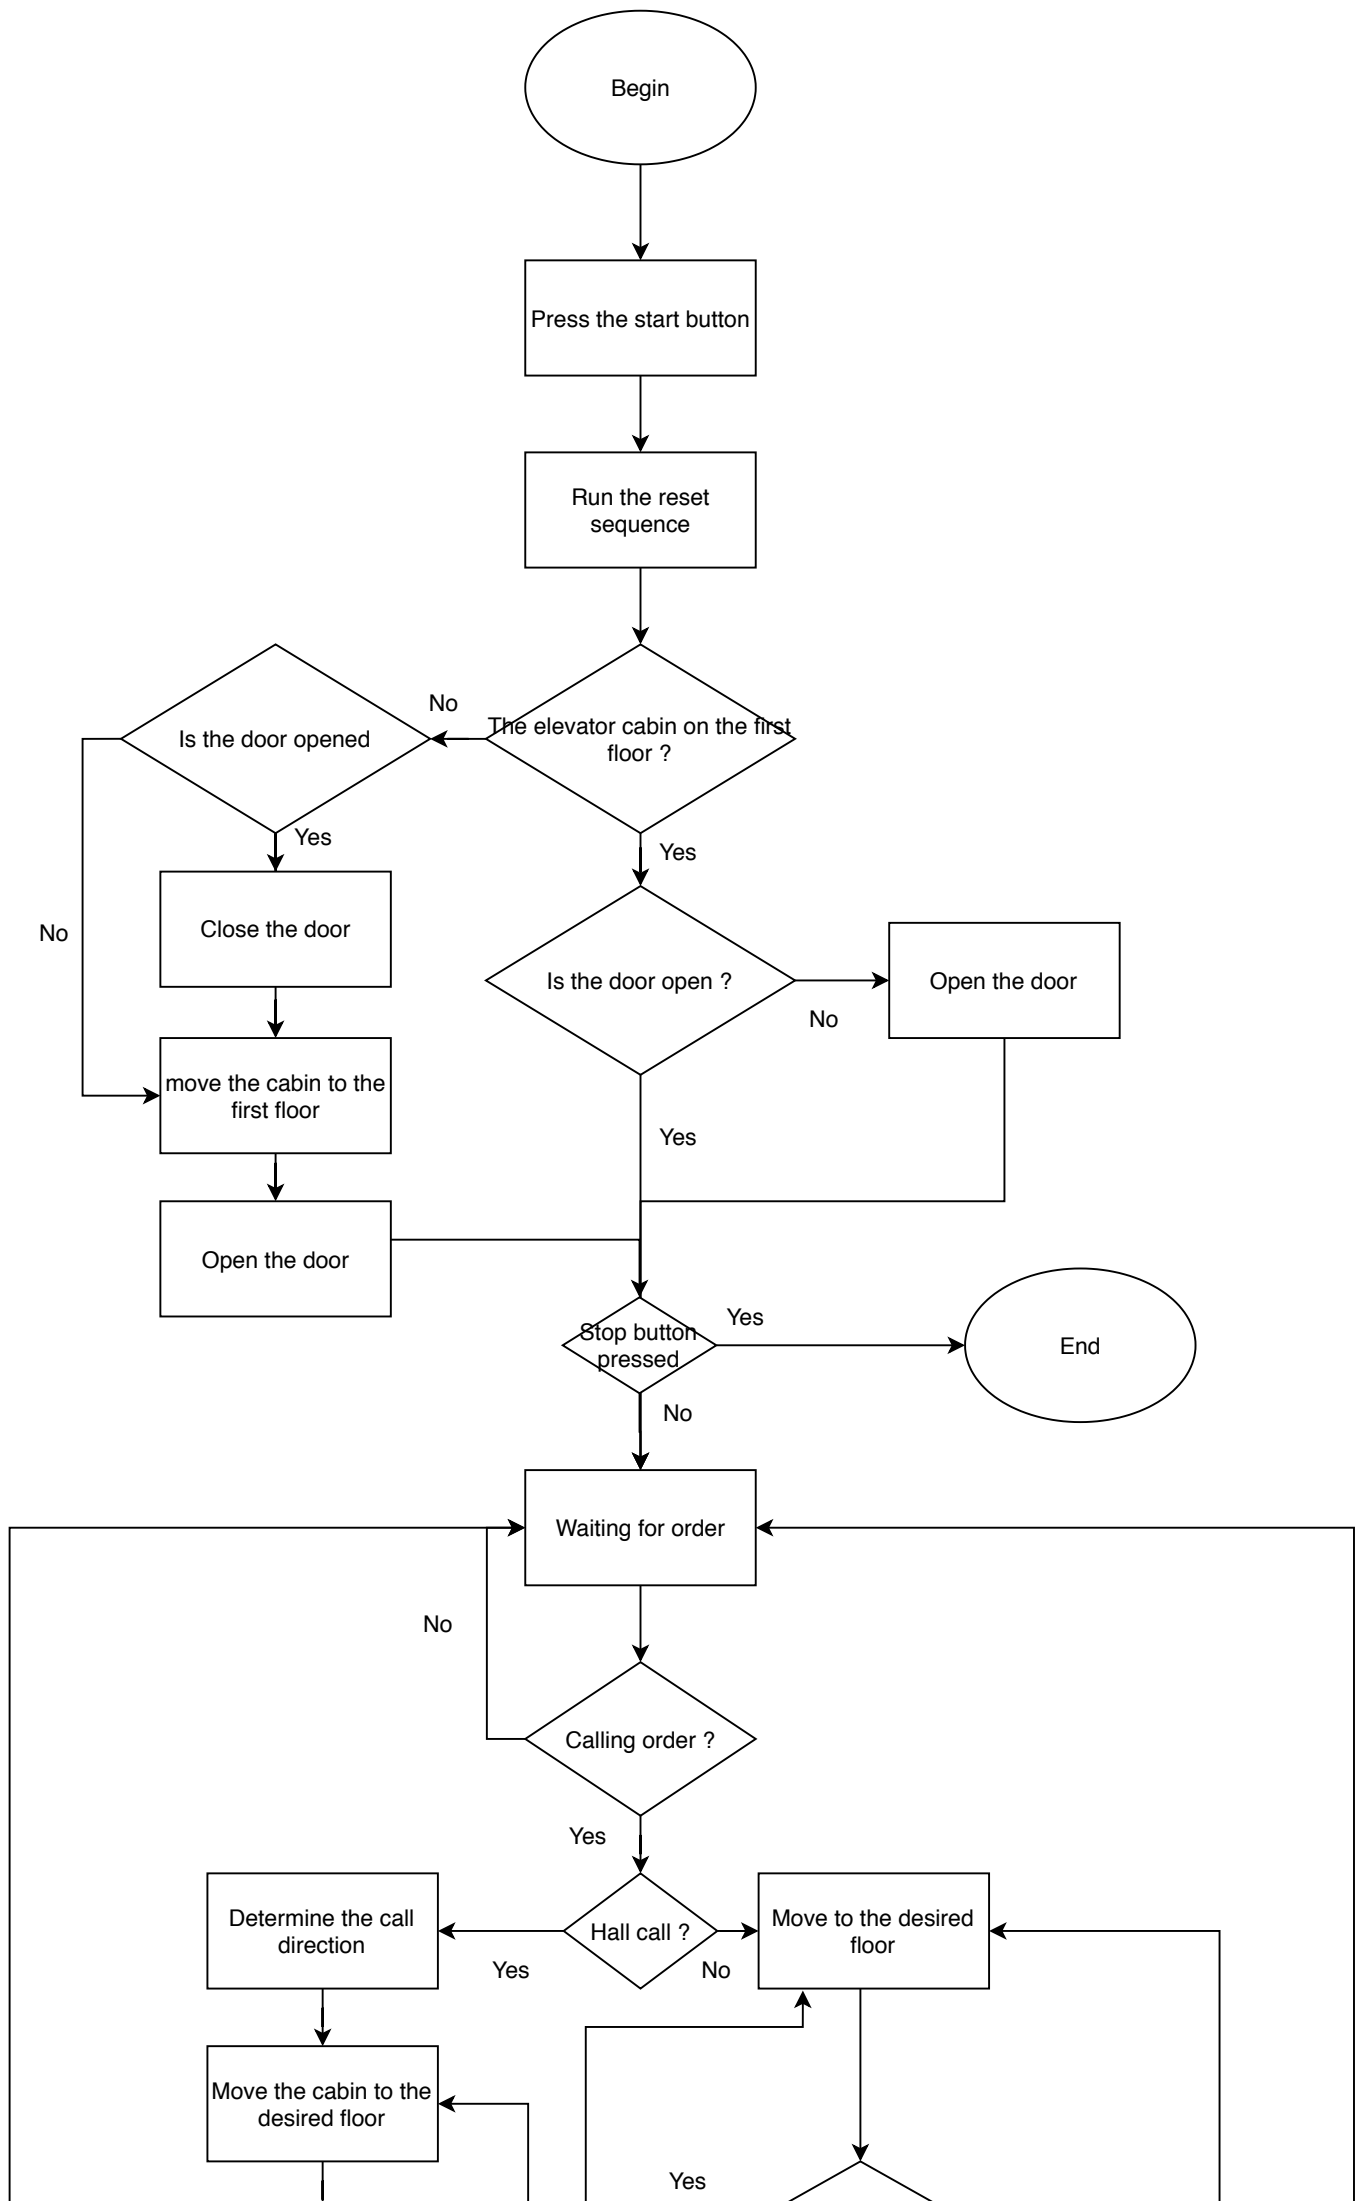 Begin
Press the start button
Run the reset
sequence
No
The elevator cabin on the first
floor ?
Is the door opened
Yes
Yes
Close the door
No
Is the door open ?
No
Open the door
move the cabin to the
first floor
Yes
Open the door
Stop button
pressed
Yes
End
No
Waiting for order
No
Calling order ?
Yes
Determine the call
direction
Hall call ?
Yes
No
Move to the desired
floor
Move the cabin to the
desired floor
Yes